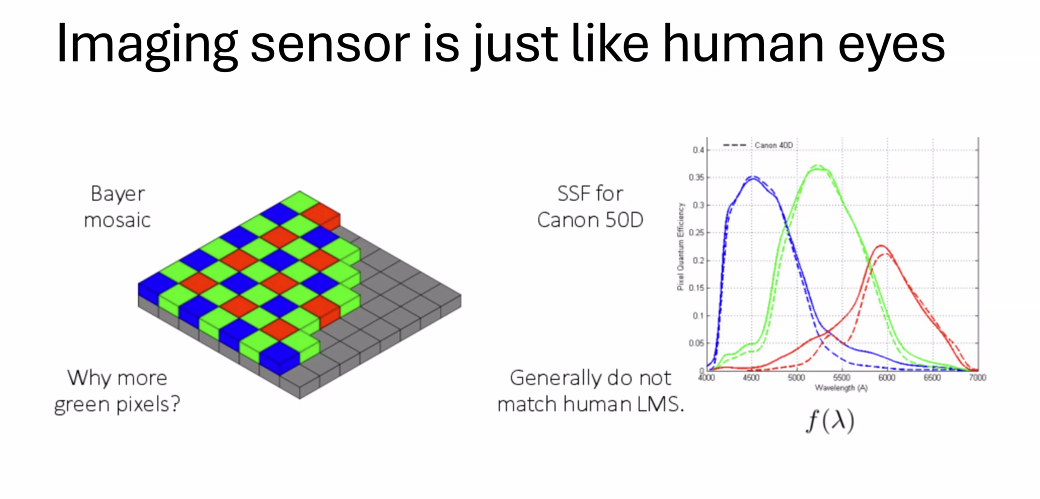 Imaging sensor is just like human eyes
Bayer
mosaic
Why more
green pixels?
SSF for
Canon 50D
Generally do not
match human LMS.
Canon 40D
0.4
0.35
0.3
0.25
0.2
0.15
0.1
0.05
0
Pixel Quantum Efficiency
4000 4500 5000 5500 6000 6500 7000
Wavelength (A)
f(λ)